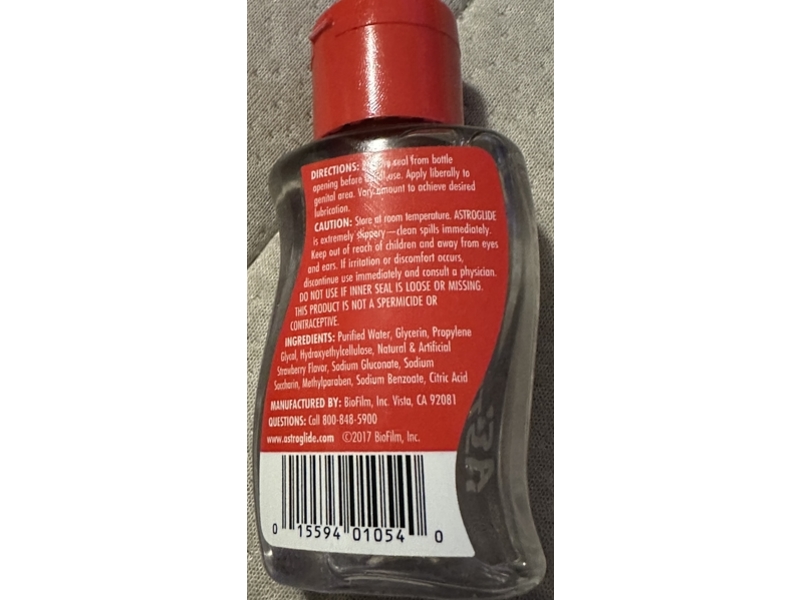 DIRECTIONS: seal from bottle
opening before use. Apply liberally to
genital area. Vary amount to achieve desired
lubrication.
CAUTION: Store at room temperature. ASTROGLIDE
is extremely slippery—clean spills immediately.
Keep out of reach of children and away from eyes
and ears. If irritation or discomfort occurs,
discontinue use immediately and consult a physician.
DO NOT USE IF INNER SEAL IS LOOSE OR MISSING.
THIS PRODUCT IS NOT A SPERMICIDE OR
CONTRACEPTIVE.
INGREDIENTS: Purified Water, Glycerin, Propylene
Glycol, Hydroxyethylcellulose, Natural & Artificial
Strawberry Flavor, Sodium Gluconate, Sodium
Saccharin, Methylparaben, Sodium Benzoate, Citric Acid
MANUFACTURED BY: BioFilm, Inc. Vista, CA 92081
QUESTIONS: Call 800-848-5900
www.astroglide.com ©2017 BioFilm, Inc.
0 15594 01054 0